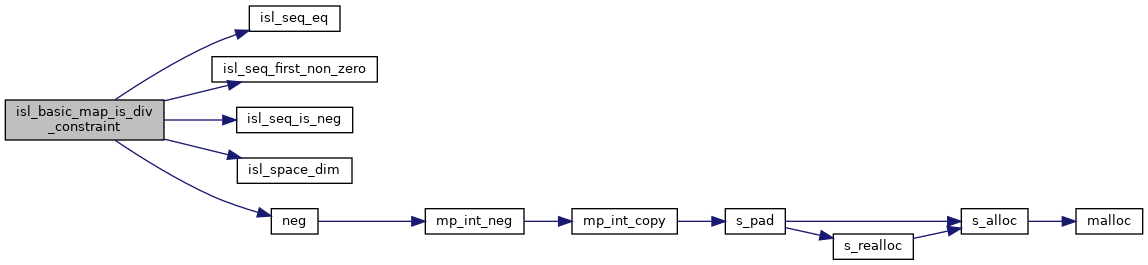 isl_seq_eq
isl_seq_first_non_zero
isl_basic_map_is_div
_constraint
isl_seq_is_neg
isl_space_dim
neg
mp_int_neg
mp_int_copy
s_pad
s_alloc
malloc
s_realloc